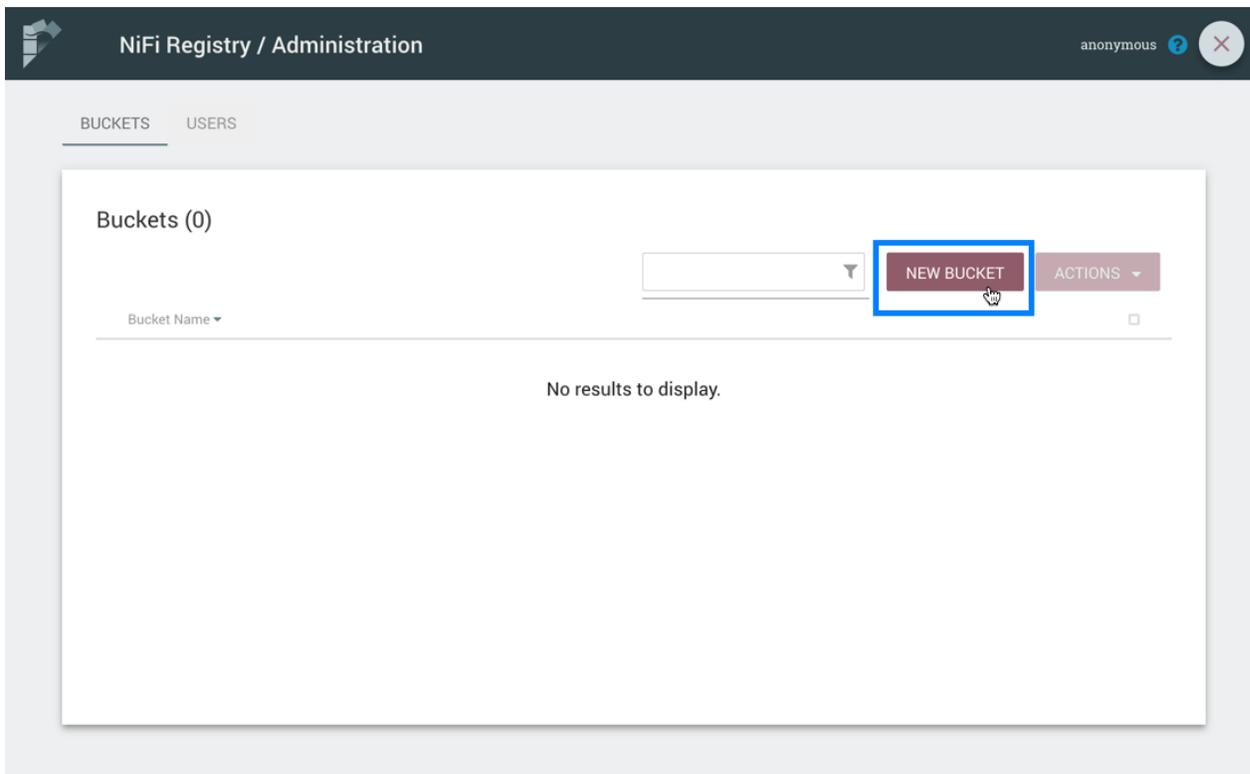 NiFi Registry / Administration
anonymous ?
BUCKETS USERS
Buckets (0)
NEW BUCKET ACTIONS
Bucket Name
No results to display.